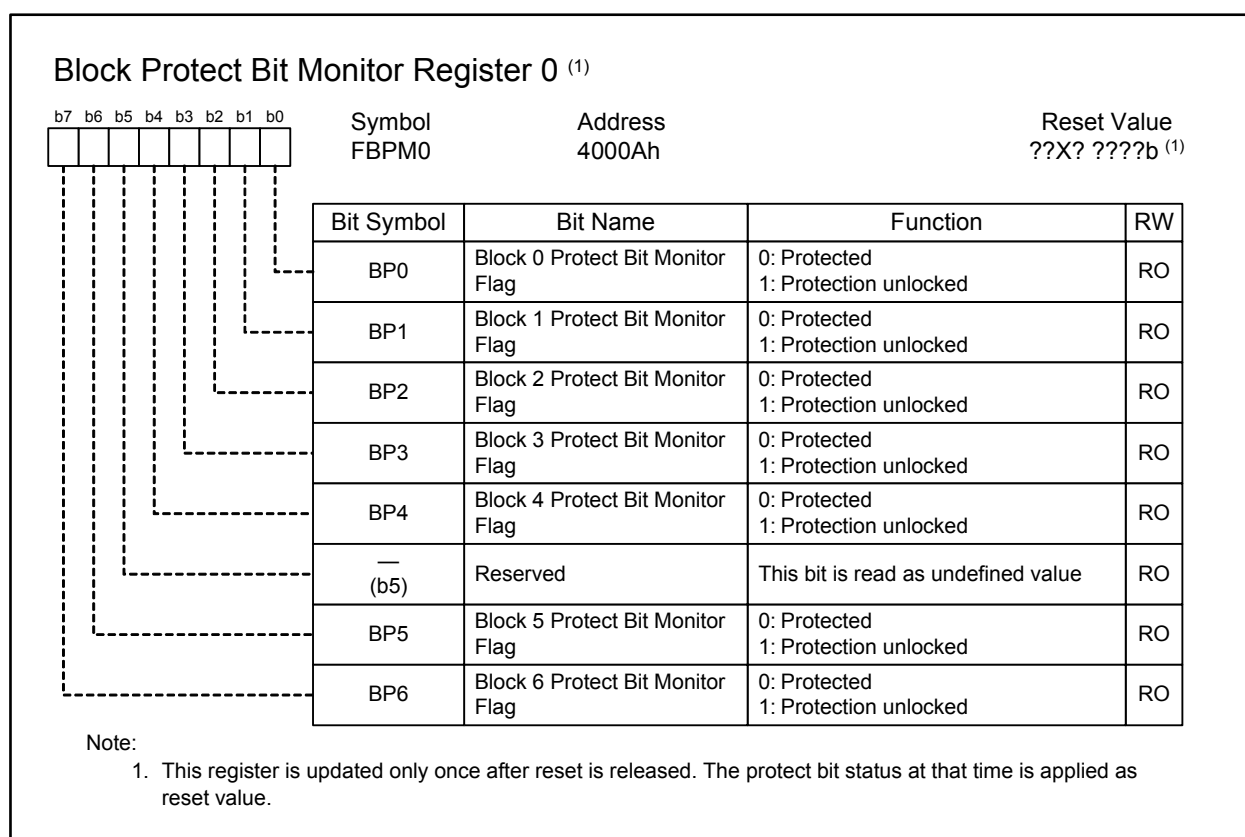 Block Protect Bit Monitor Register 0 (1)
b7 b6 b5 b4 b3 b2 b1 b0
Symbol Address Reset Value
FBPM0 4000Ah ??X? ????b (1)
Bit Symbol Bit Name Function RW
BP0 Block 0 Protect Bit Monitor Flag 0: Protected 1: Protection unlocked RO
BP1 Block 1 Protect Bit Monitor Flag 0: Protected 1: Protection unlocked RO
BP2 Block 2 Protect Bit Monitor Flag 0: Protected 1: Protection unlocked RO
BP3 Block 3 Protect Bit Monitor Flag 0: Protected 1: Protection unlocked RO
BP4 Block 4 Protect Bit Monitor Flag 0: Protected 1: Protection unlocked RO
— (b5) Reserved This bit is read as undefined value RO
BP5 Block 5 Protect Bit Monitor Flag 0: Protected 1: Protection unlocked RO
BP6 Block 6 Protect Bit Monitor Flag 0: Protected 1: Protection unlocked RO
Note:
1. This register is updated only once after reset is released. The protect bit status at that time is applied as
reset value.